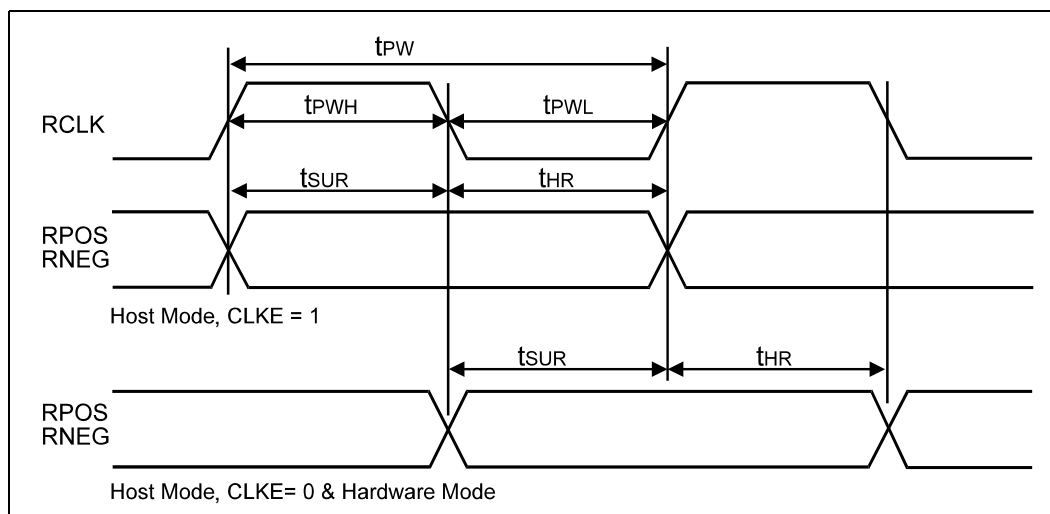 tPW
RCLK
tPWH
tPWL
tSUR
tHR
RPOS
RNEG
Host Mode, CLKE = 1
tSUR
tHR
RPOS
RNEG
Host Mode, CLKE= 0 & Hardware Mode